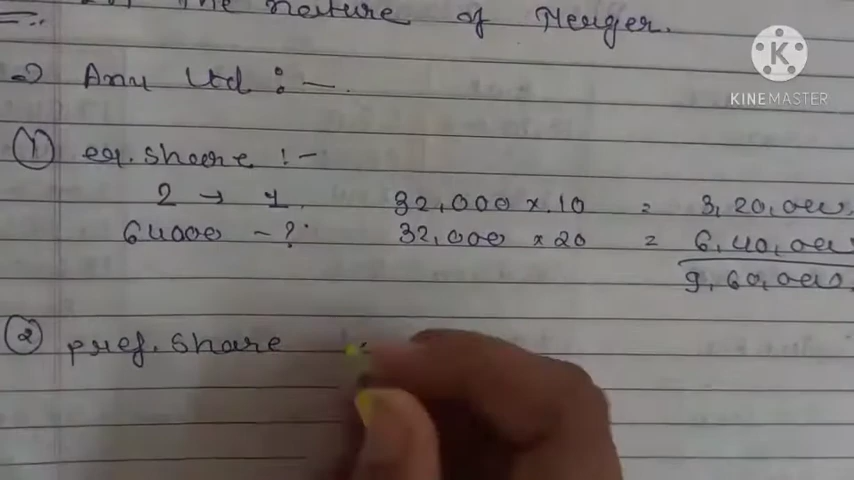 the nature of Merger.
KINEMASTER
K
=) Anu Ltd :-.
① eq. share :-
2 → 1. 32,000 x 10 = 3,20,000
64000 - ? 32,000 x 20 = 6,40,000
9,60,000
② pref. share :